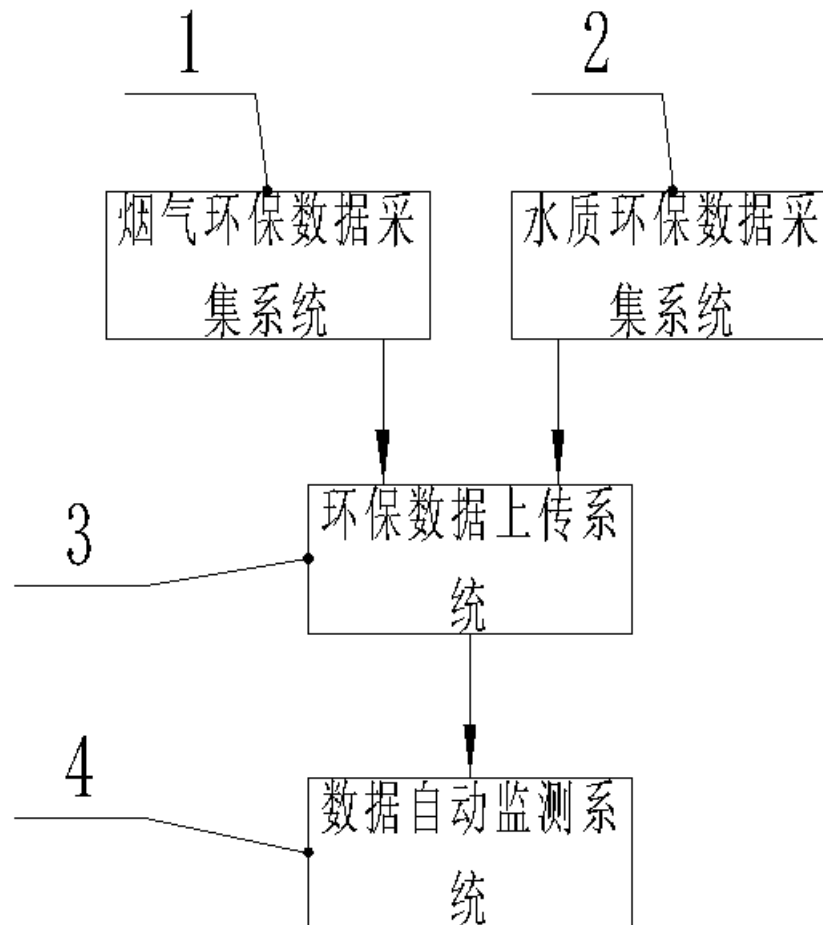 1
2
烟气环保数据采
集系统
水质环保数据采
集系统
3
环保数据上传系
统
4
数据自动监测系
统